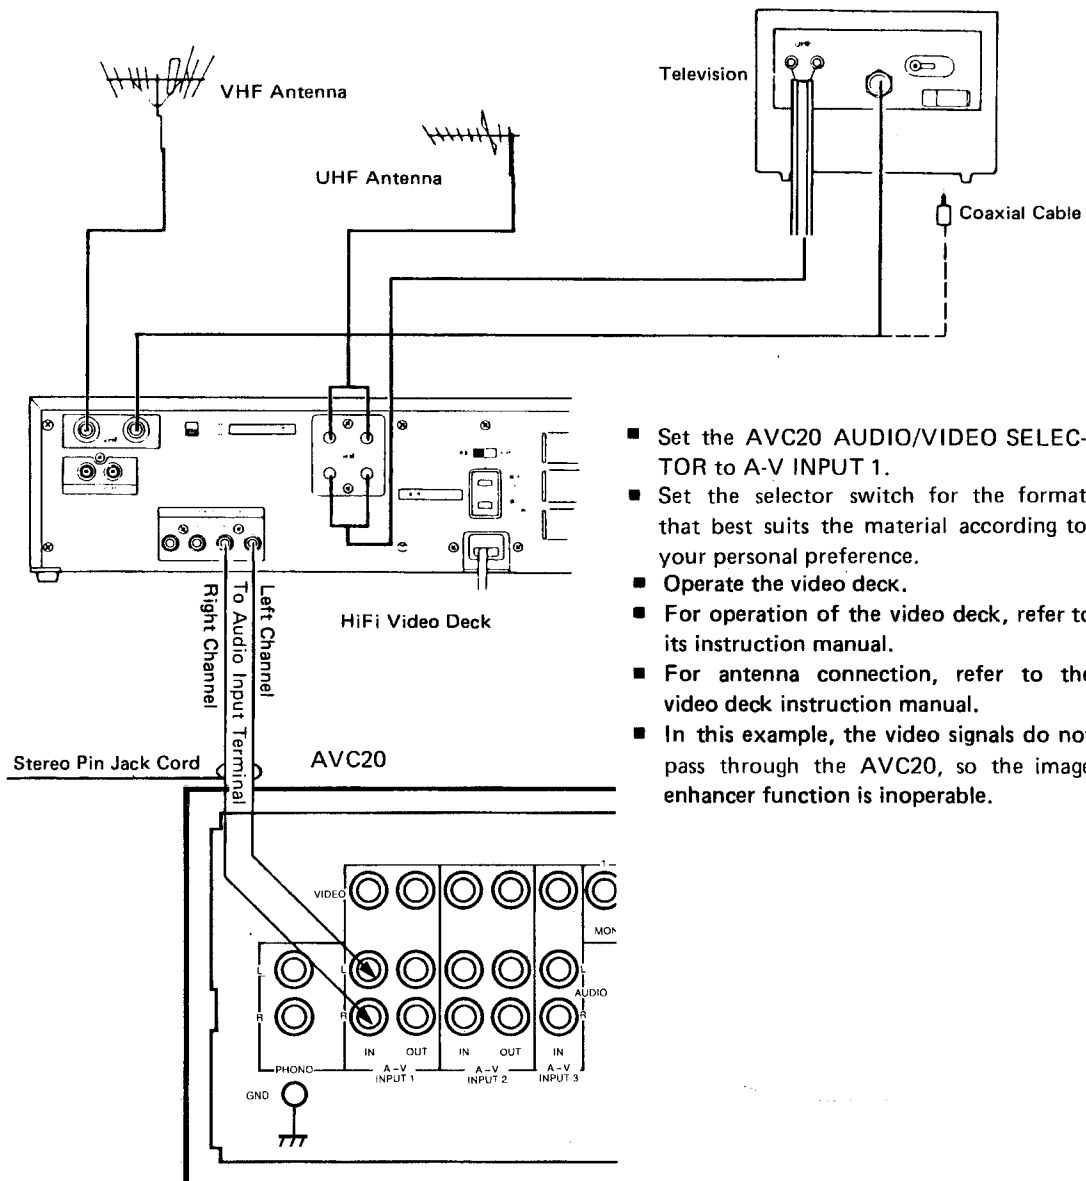 UHF
Television
VHF Antenna
UHF Antenna
Coaxial Cable
HiFi Video Deck
Left Channel
To Audio Input Terminal
Right Channel
Stereo Pin Jack Cord
AVC20
■ Set the AVC20 AUDIO/VIDEO SELEC-
TOR to A-V INPUT 1.
■ Set the selector switch for the format
that best suits the material according to
your personal preference.
■ Operate the video deck.
■ For operation of the video deck, refer to
its instruction manual.
■ For antenna connection, refer to the
video deck instruction manual.
■ In this example, the video signals do not
pass through the AVC20, so the image
enhancer function is inoperable.
VIDEO
1
MON
L
L
L
AUDIO
R
R
R
IN
OUT
IN
OUT
IN
PHONO
A-V
INPUT 1
A-V
INPUT 2
A-V
INPUT 3
GND